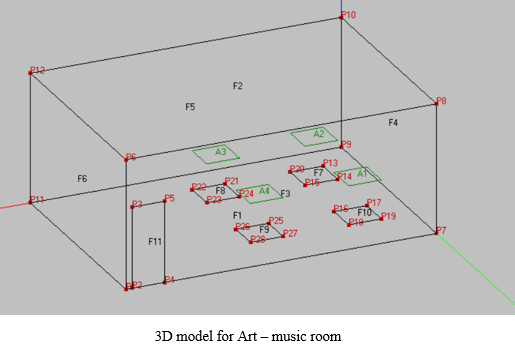 P10
P12
F2
F5
P8
F4
P6
A2
A3
P9
F6
P20
P13
F7
P14
A1
P15
P22
P21
F8
P24
A4
F3
P23
P11
P3
P5
P16
P17
F10
P19
P18
F1
P25
P26
F9
P27
P28
P7
F11
P2
P4
3D model for Art – music room